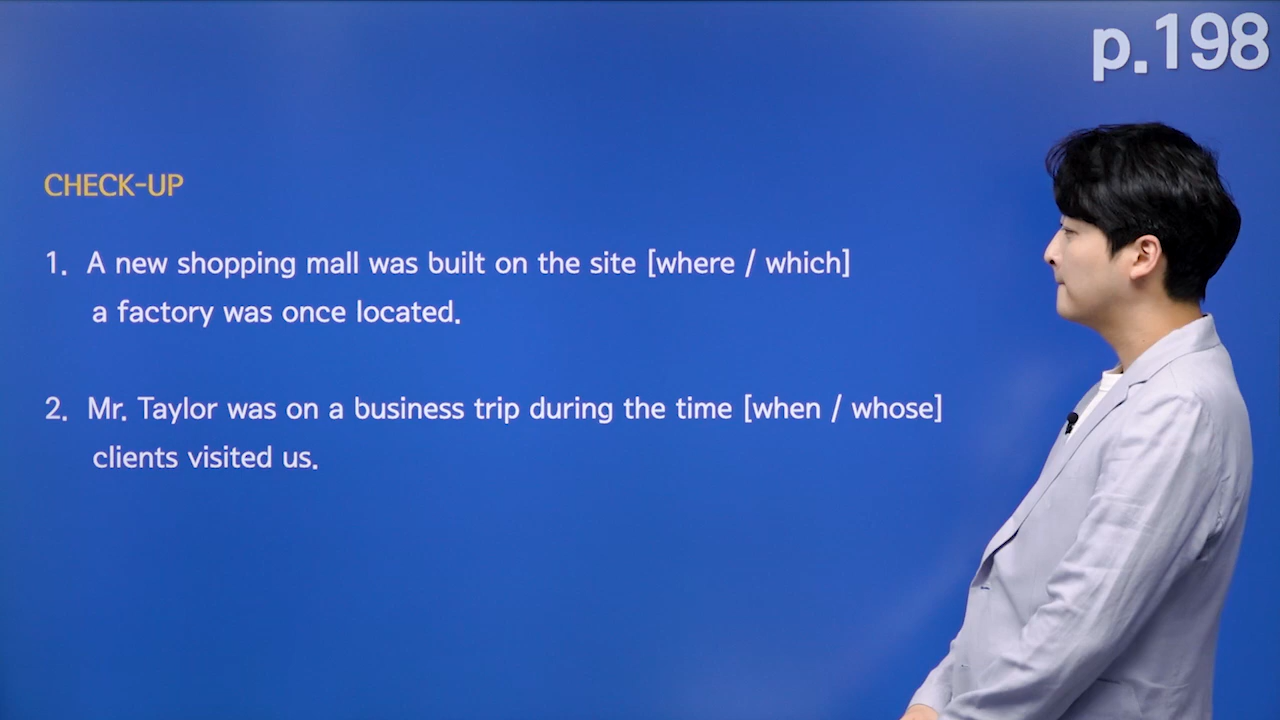 p.198
CHECK-UP
1. A new shopping mall was built on the site [where / which]
a factory was once located.
2. Mr. Taylor was on a business trip during the time [when / whose]
clients visited us.